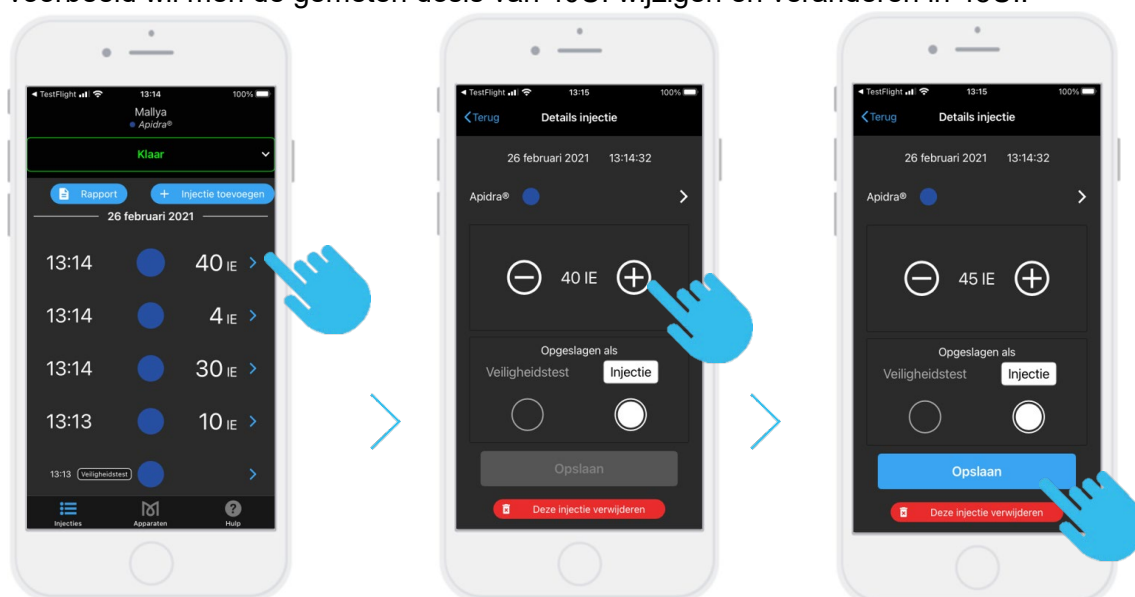 voorbeeld wil men de gemeten dosis van wijzigen en veranderen in
TestFlight 13:14 100%
Mallya
Apidra®
Klaar
Rapport + Injectie toevoegen
26 februari 2021
13:14 40 IE
13:14 4 IE
13:14 30 IE
13:13 10 IE
13:13 Veiligheidstest
Injecties Apparaten Hulp
TestFlight 13:15 100%
Terug Details injectie
26 februari 2021 13:14:32
Apidra®
40 IE
Opgeslagen als
Veiligheidstest Injectie
Opslaan
Deze injectie verwijderen
TestFlight 13:15 100%
Terug Details injectie
26 februari 2021 13:14:32
Apidra®
45 IE
Opgeslagen als
Veiligheidstest Injectie
Opslaan
Deze injectie verwijderen